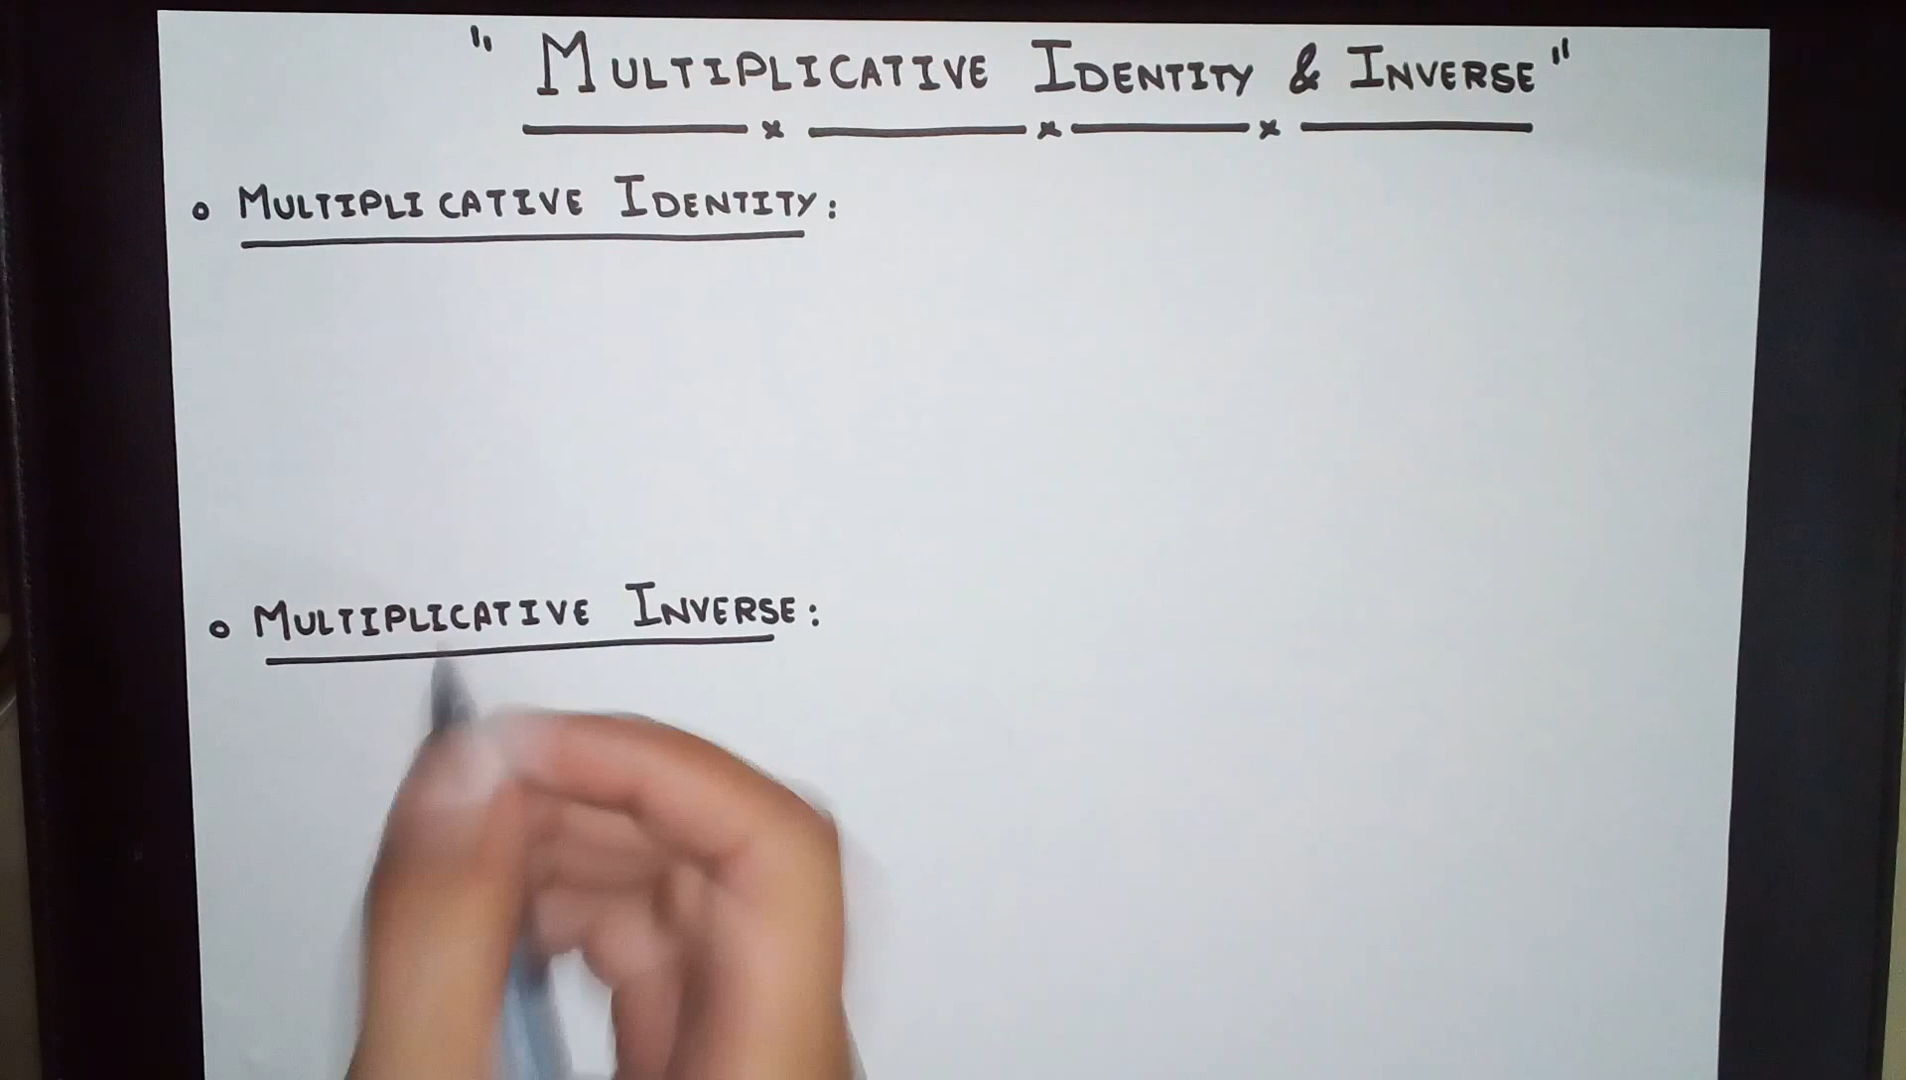 " MULTIPLICATIVE IDENTITY & INVERSE "
o MULTIPLICATIVE IDENTITY:
o MULTIPLICATIVE INVERSE: